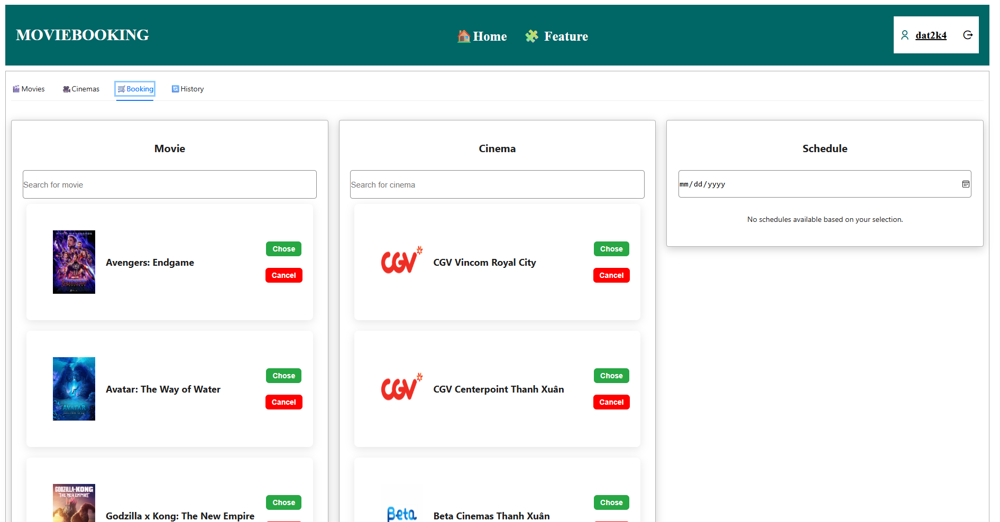 MOVIEBOOKING
Home
Feature
dat2k4
Movies
Cinemas
Booking
History
Movie
Search for movie
Avengers: Endgame
Chose
Cancel
AVATAR
Avatar: The Way of Water
Chose
Cancel
GODZILLA-KONG
THE NEW EMPIRE
Godzilla x Kong: The New Empire
Chose
Cinema
Search for cinema
CGV
CGV Vincom Royal City
Chose
Cancel
CGV
CGV Centerpoint Thanh Xuân
Chose
Cancel
Beta
Beta Cinemas Thanh Xuân
Chose
Schedule
mm/dd/yyyy
No schedules available based on your selection.